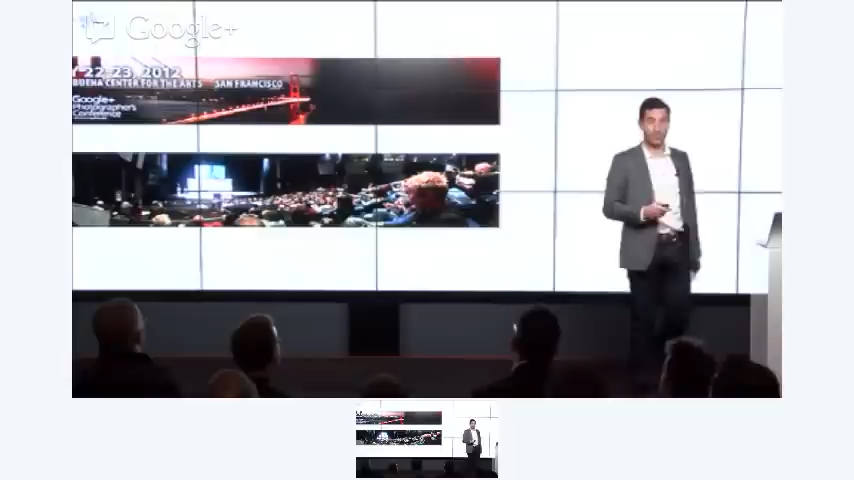 Google+
Y 22-23, 2012
BUENA CENTER FOR THE ARTS SAN FRANCISCO
Google+
Photographer's
Conference